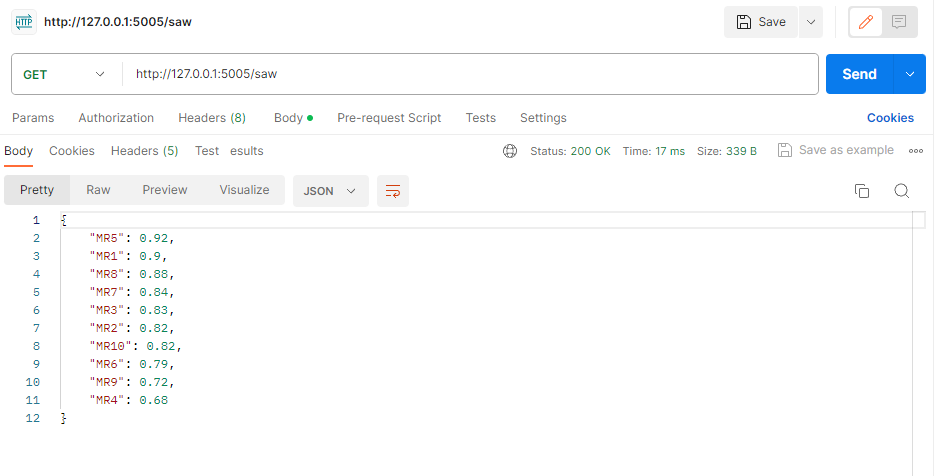 HTTP http://127.0.0.1:5005/saw Save
GET http://127.0.0.1:5005/saw Send
Params Authorization Headers (8) Body Pre-request Script Tests Settings Cookies
Body Cookies Headers (5) Test esults Status: 200 OK Time: 17 ms Size: 339 B Save as example
Pretty Raw Preview Visualize JSON
1 {
2 "MR5": 0.92,
3 "MR1": 0.9,
4 "MR8": 0.88,
5 "MR7": 0.84,
6 "MR3": 0.83,
7 "MR2": 0.82,
8 "MR10": 0.82,
9 "MR6": 0.79,
10 "MR9": 0.72,
11 "MR4": 0.68
12 }